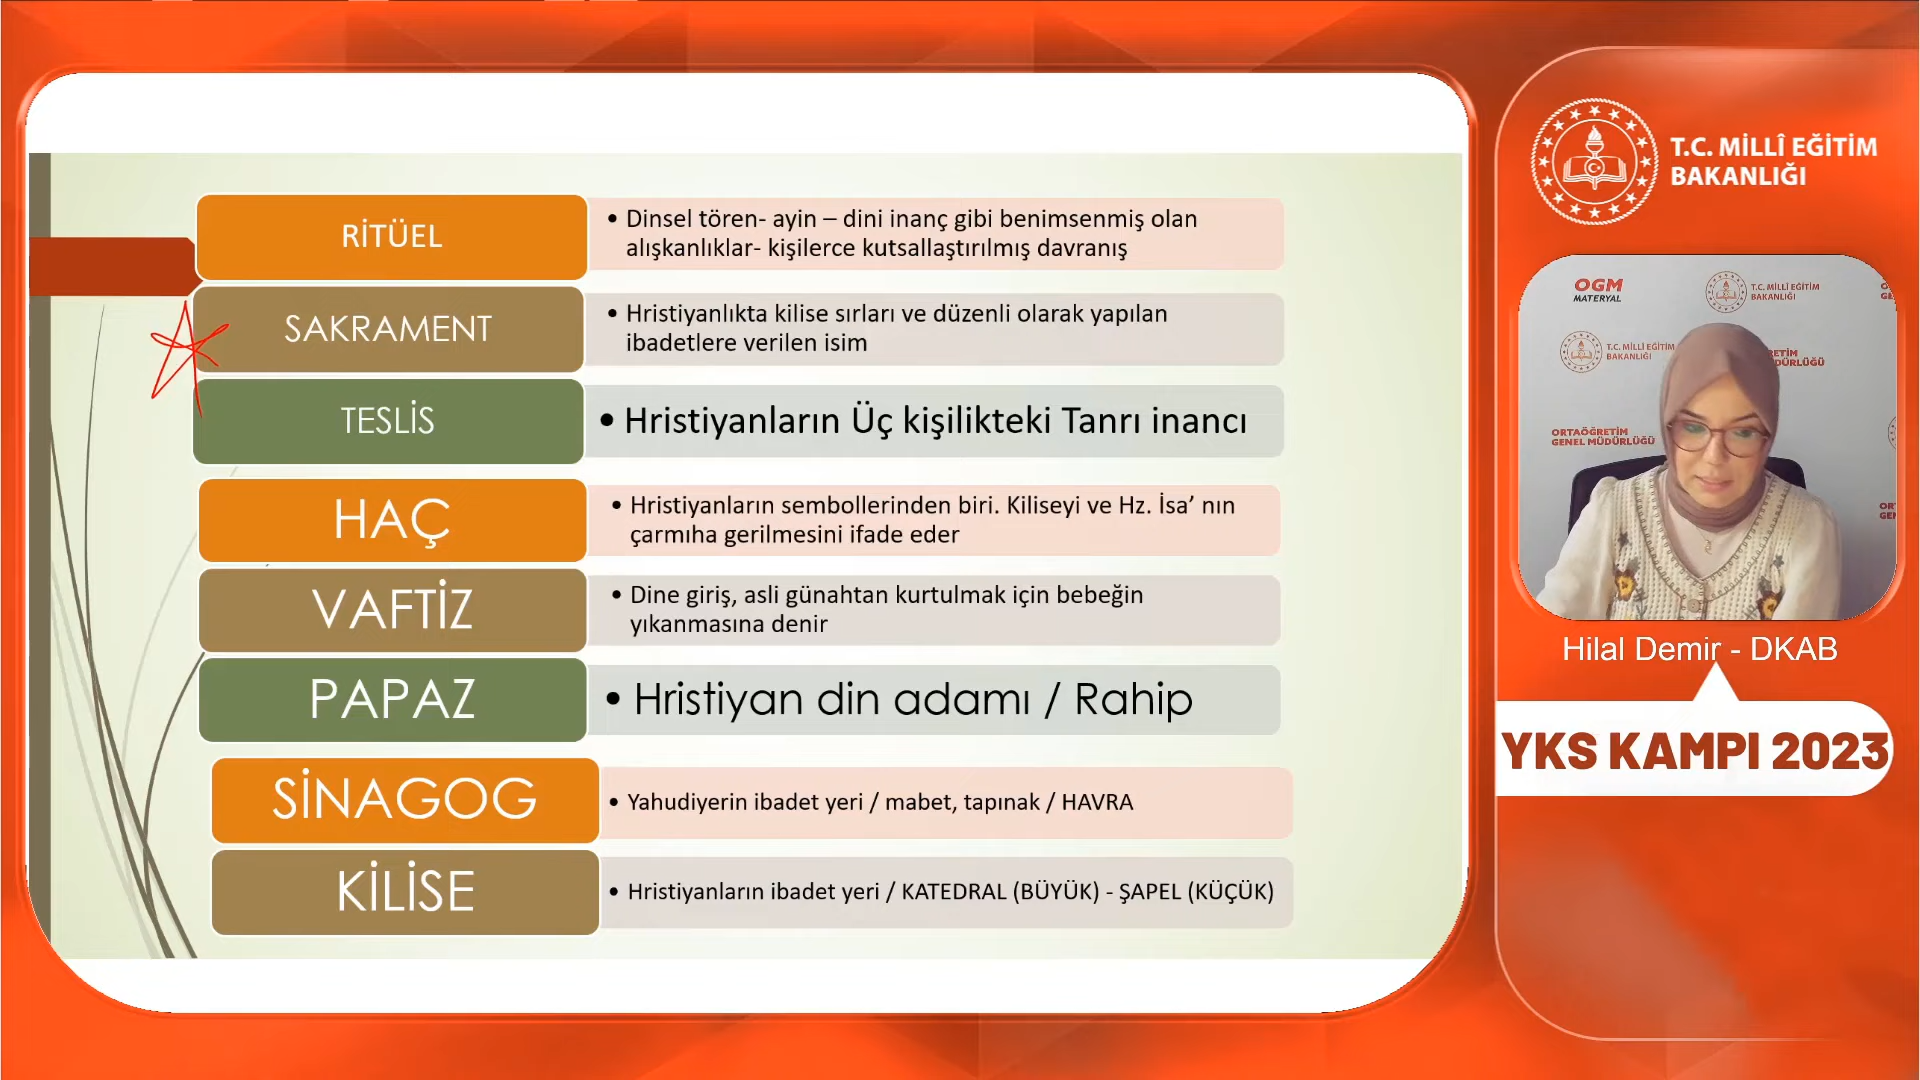 RİTÜEL
• Dinsel tören- ayin – dini inanç gibi benimsenmiş olan
alışkanlıklar- kişilerce kutsallaştırılmış davranış
SAKRAMENT
• Hristiyanlıkta kilise sırları ve düzenli olarak yapılan
ibadetlere verilen isim
TESLİS
• Hristiyanların Üç kişilikteki Tanrı inancı
HAÇ
• Hristiyanların sembollerinden biri. Kiliseyi ve Hz. İsa’ nın
çarmıha gerilmesini ifade eder
VAFTİZ
• Dine giriş, asli günahtan kurtulmak için bebeğin
yıkanmasına denir
PAPAZ
• Hristiyan din adamı / Rahip
SİNAGOG
• Yahudiyerin ibadet yeri / mabet, tapınak / HAVRA
KİLİSE
• Hristiyanların ibadet yeri / KATEDRAL (BÜYÜK) - ŞAPEL (KÜÇÜK)
T.C. MİLLÎ EĞİTİM
BAKANLIĞI
OGM
MATERYAL
T.C. MİLLÎ EĞİTİM
BAKANLIĞI
T.C. MİLLÎ EĞİTİM
BAKANLIĞI
ORTAÖĞRETİM
GENEL MÜDÜRLÜĞÜ
Hilal Demir - DKAB
YKS KAMPI 2023